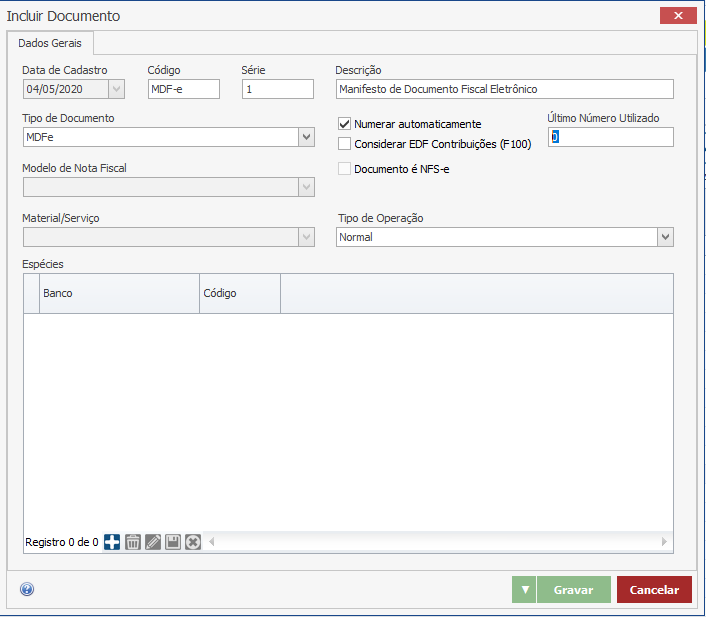 Incluir Documento
Dados Gerais
Data de Cadastro Código Série Descrição
04/05/2020 MDF-e 1 Manifesto de Documento Fiscal Eletrônico
Tipo de Documento Numerar automaticamente Último Número Utilizado
MDFe Considerar EDF Contribuições (F100) 0
Modelo de Nota Fiscal Documento é NFS-e
Material/Serviço Tipo de Operação
Normal
Espécies
Banco Código
Registro 0 de 0
Gravar Cancelar